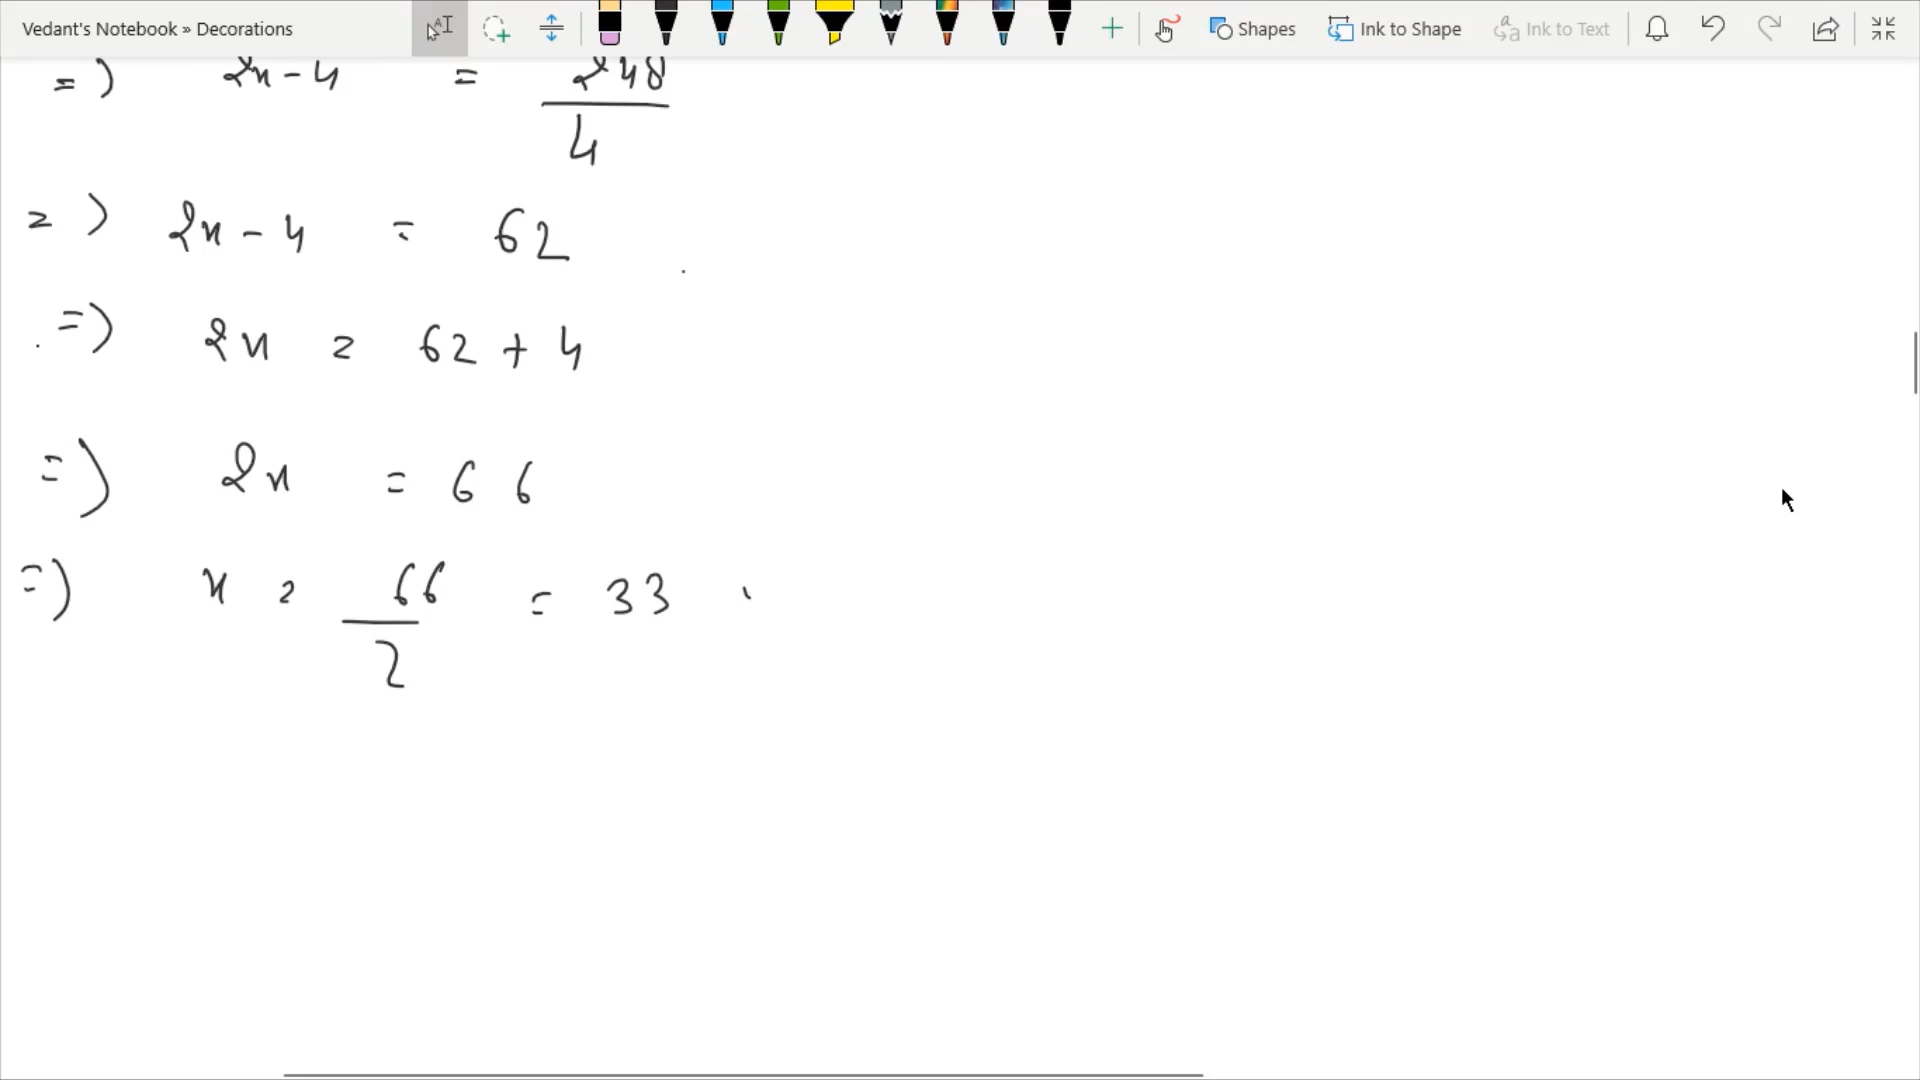 Vedant's Notebook » Decorations
Shapes
Ink to Shape
Ink to Text
=) 2x - 4 = 248/4
=) 2x - 4 = 62
=) 2x = 62 + 4
=) 2x = 66
=) x = 66/2 = 33